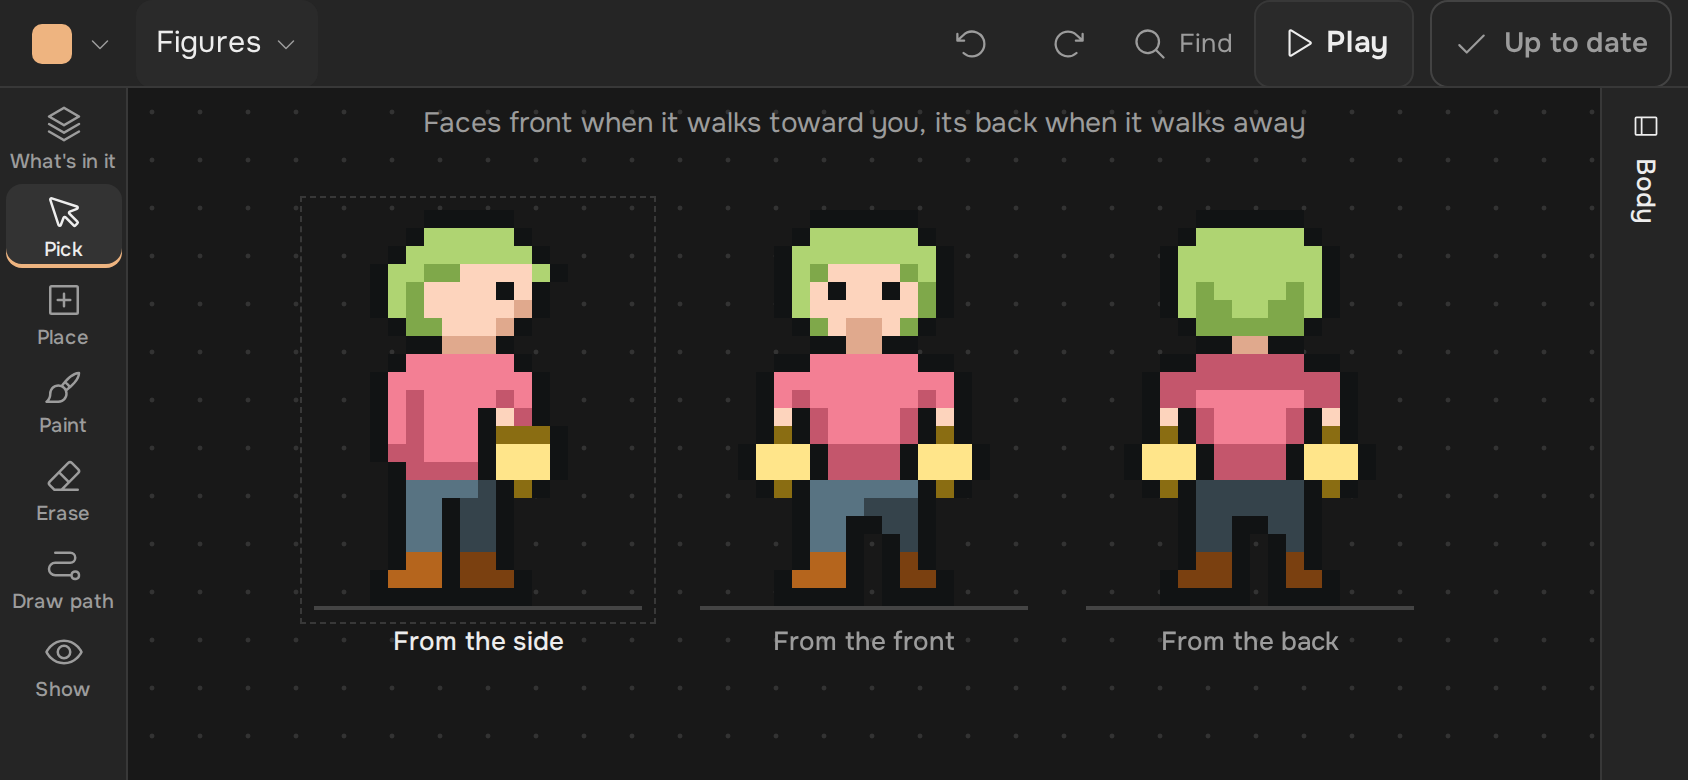 Figures
Find
Play
Up to date
What's in it
Pick
Place
Paint
Erase
Draw path
Show
Faces front when it walks toward you, its back when it walks away
From the side
From the front
From the back
Body